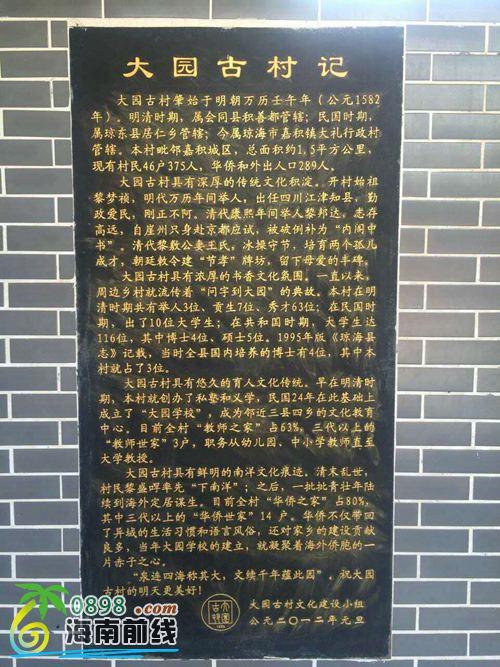 大园古村记
大园古村肇始于明朝万历壬午年（公元1582
年）。明清时期，属会同县积善都管辖；民国时期，
属琼东县居仁乡管辖；今属琼海市嘉积镇大礼行政村
管辖。本村毗邻嘉积城区，总面积约1.5平方公里，
现有村民46户375人，华侨和外出人口289人。
大园古村具有深厚的传统文化积淀。开村始祖
黎梦祯，明代万历年间举人，出任四川江津知县，勤
政爱民，刚正不阿。清代康熙年间举人黎邦达，志存
高远，自崖州只身赴京都应试，被破倒补为“内阁中
书”。清代黎敷公妻王氏，冰操守节，培育两个孤儿
成才，朝廷敕令建“节孝”牌坊，留下母爱的丰碑。
大园古村具有浓厚的书香文化氛围。一直以来，
周边乡村就流传着“问字到大园”的典故。本村在明
清时期共有举人3位、贡生7位、秀才63位；在民国时
期，出了10位大学生；在共和国时期，大学生达
116位，其中博士4位、硕士5位。1995年版《琼海县
志》记载，当时全县国内培养的博士有4位，其中本
村就占了3位。
大园古村具有悠久的育人文化传统。早在明清时
期，本村就创办了私塾和义学，民国24年在此基础上
成立了“大园学校”，成为邻近三县四乡的文化教育
中心。目前全村“教师之家”占63%，三代以上的
“教师世家”3户，职务从幼儿园、中小学教师直至
大学教授。
大园古村具有鲜明的南洋文化痕迹。清末乱世，
村民黎盛晖率先“下南洋”；之后，一批批青壮年陆
续到海外定居谋生。目前全村“华侨之家”占80%，
其中三代以上的“华侨世家”14户。华侨不仅带回
了异域的生活习惯和语言风俗，还对家乡的建设贡献
良多，当年大园学校的建立，就凝聚着海外侨胞的一
片赤子之心。
“泉连四海称其大，文续千年蕴此园”。祝大园
古村的明天更美好！
大园古村文化建设小组
公元二〇一二年元旦
0898.com
海南前线